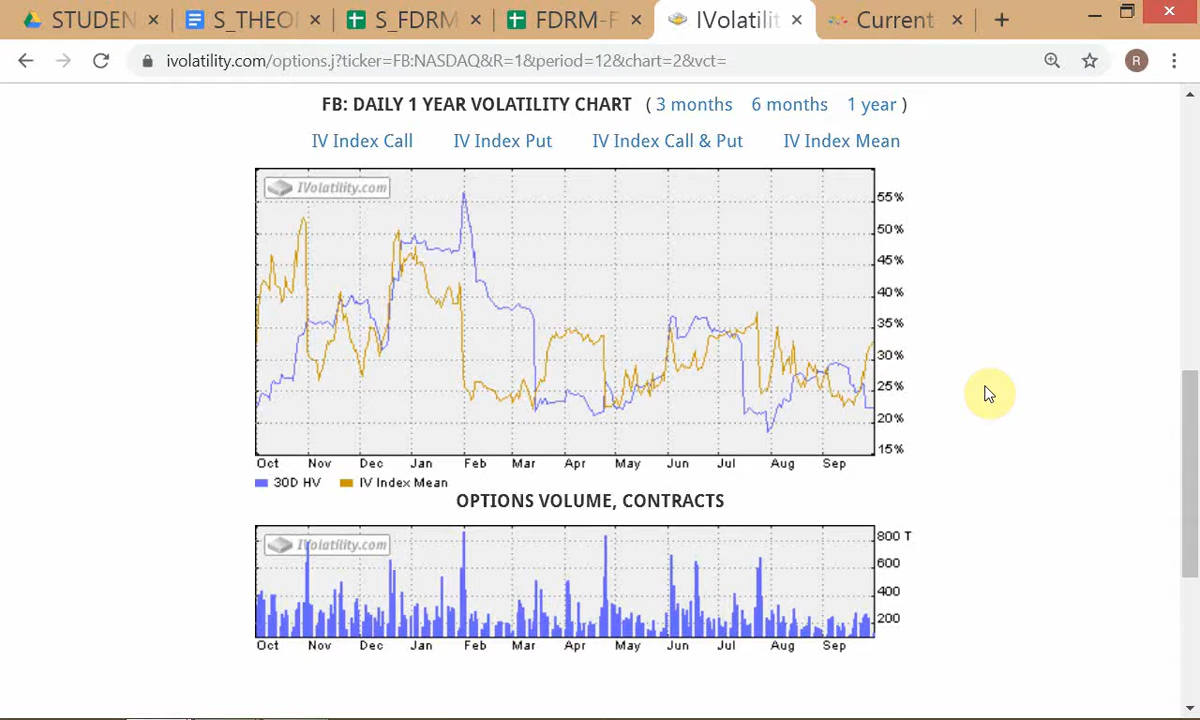 STUDEN
S_THEO
S_FDRM
FDRM-F
IVolatilit
Current
ivolatility.com/options.j?ticker=FB:NASDAQ&R=1&period=12&chart=2&vct=
R
FB: DAILY 1 YEAR VOLATILITY CHART ( 3 months 6 months 1 year )
IV Index Call IV Index Put IV Index Call & Put IV Index Mean
IVolatility.com
55%
50%
45%
40%
35%
30%
25%
20%
15%
Oct Nov Dec Jan Feb Mar Apr May Jun Jul Aug Sep
30D HV IV Index Mean
OPTIONS VOLUME, CONTRACTS
IVolatility.com
800 T
600
400
200
Oct Nov Dec Jan Feb Mar Apr May Jun Jul Aug Sep